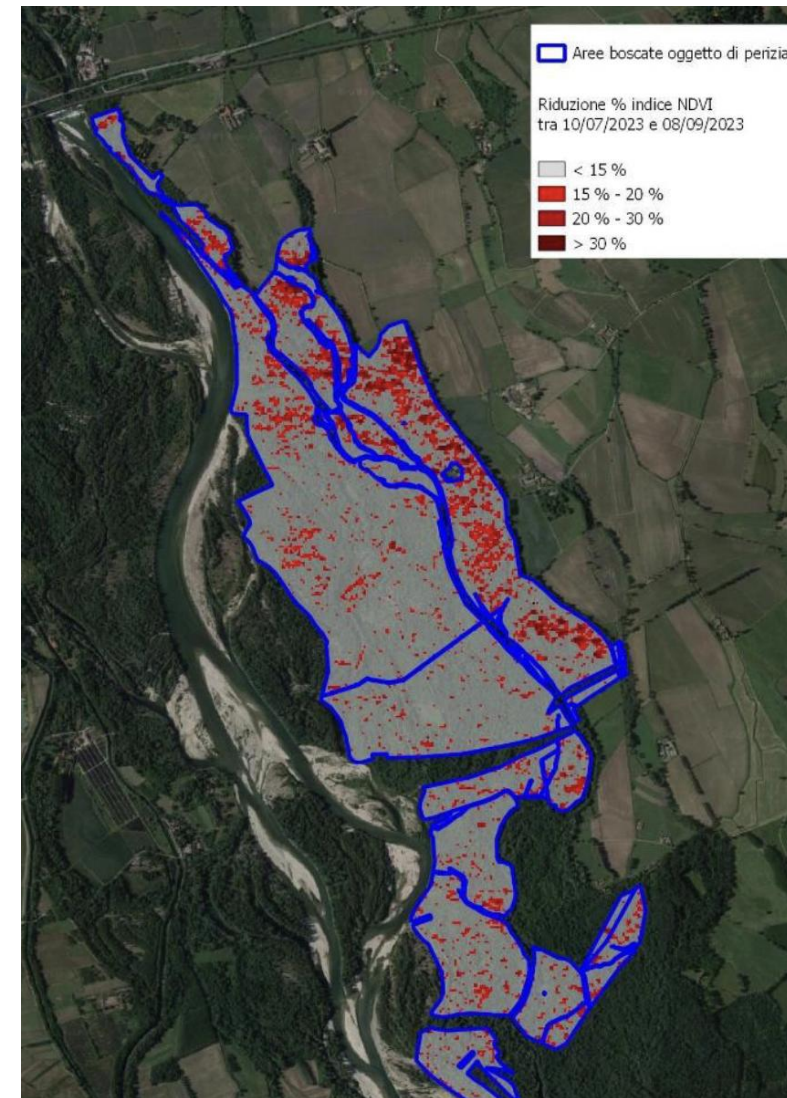 Aree boscate oggetto di perizia
Riduzione % indice NDVI
tra 10/07/2023 e 08/09/2023
< 15 %
15 % - 20 %
20 % - 30 %
> 30 %